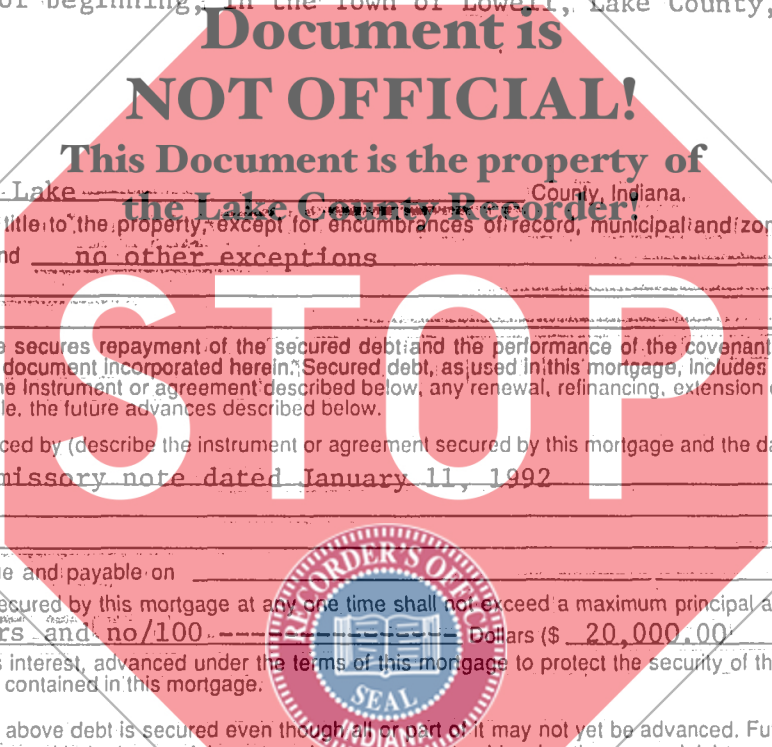 of beginning, in the Town of Lowell, Lake County,
Document is
NOT OFFICIAL!
This Document is the property of
the Lake County Recorder!
Lake County, Indiana.
title to the property, except for encumbrances of record, municipal and zon
nd no other exceptions
STOP
e secures repayment of the secured debt and the performance of the covenant
document incorporated herein. Secured debt, as used in this mortgage, includes
he instrument or agreement described below, any renewal, refinancing, extension
le, the future advances described below.
ced by (describe the instrument or agreement secured by this mortgage and the da
missory note dated January 11, 1992
e and payable on
ecured by this mortgage at any one time shall not exceed a maximum principal a
rs and no/100 ------------------ Dollars ($ 20,000.00
s interest, advanced under the terms of this mortgage to protect the security of th
contained in this mortgage.
RECORDER'S OFFIC
SEAL
INDIANA
above debt is secured even though all or part of it may not yet be advanced. Fu